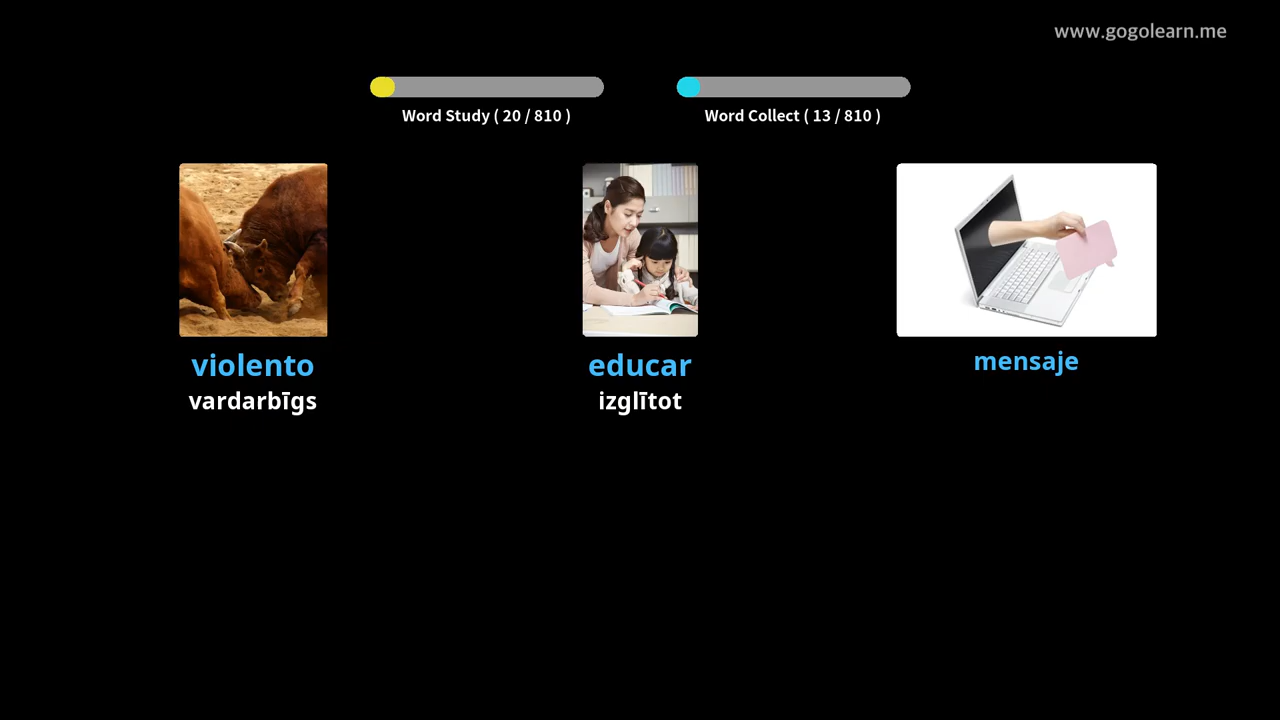 www.gogolearn.me
Word Study ( 20 / 810 )
Word Collect ( 13 / 810 )
violento
vardarbīgs
educar
izglītot
mensaje